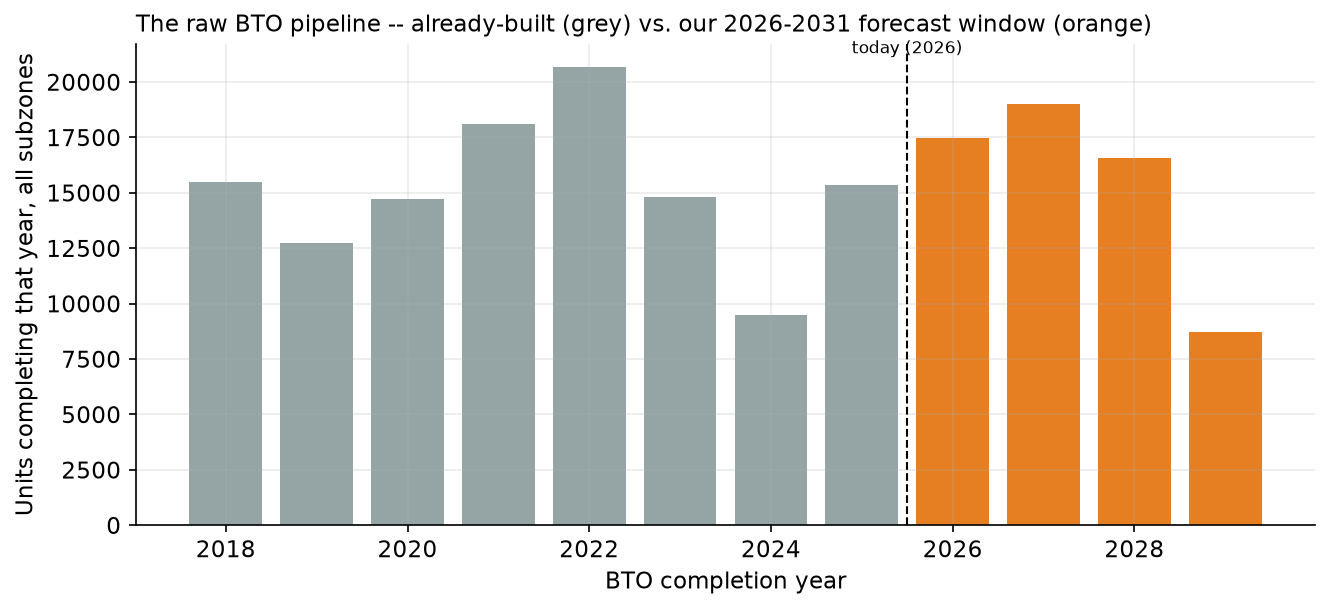 The raw BTO pipeline -- already-built (grey) vs. our 2026-2031 forecast window (orange)
today (2026)
Units completing that year, all subzones
20000
17500
15000
12500
10000
7500
5000
2500
0
2018 2020 2022 2024 2026 2028
BTO completion year